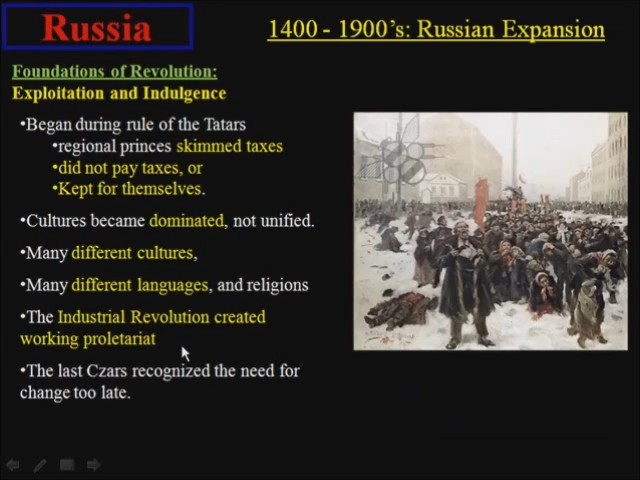 Russia
1400 - 1900's: Russian Expansion
Foundations of Revolution:
Exploitation and Indulgence
•Began during rule of the Tatars
•regional princes skimmed taxes
•did not pay taxes, or
•Kept for themselves.
•Cultures became dominated, not unified.
•Many different cultures,
•Many different languages, and religions
•The Industrial Revolution created
working proletariat
•The last Czars recognized the need for
change too late.